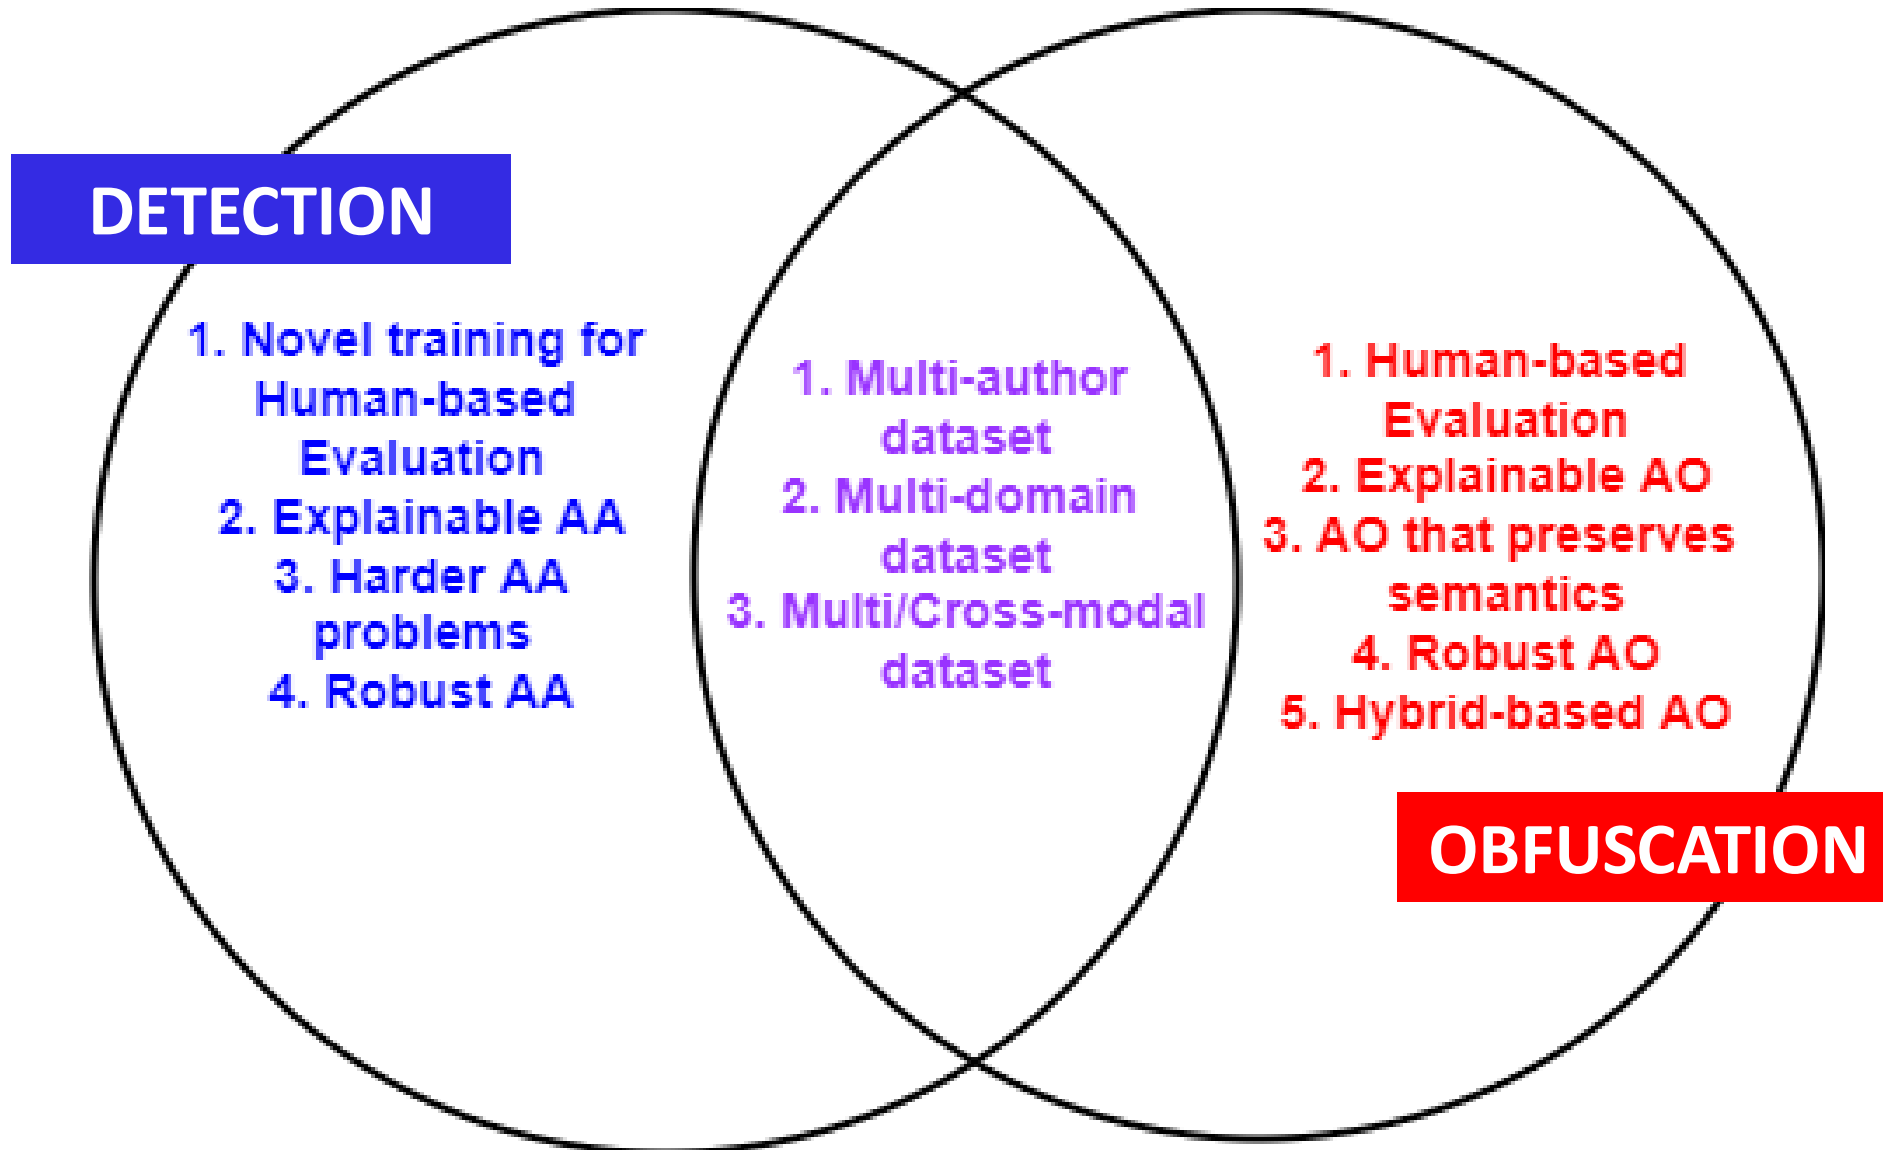 DETECTION
1. Novel training for
Human-based
Evaluation
2. Explainable AA
3. Harder AA
problems
4. Robust AA
1. Multi-author
dataset
2. Multi-domain
dataset
3. Multi/Cross-modal
dataset
1. Human-based
Evaluation
2. Explainable AO
3. AO that preserves
semantics
4. Robust AO
5. Hybrid-based AO
OBFUSCATION